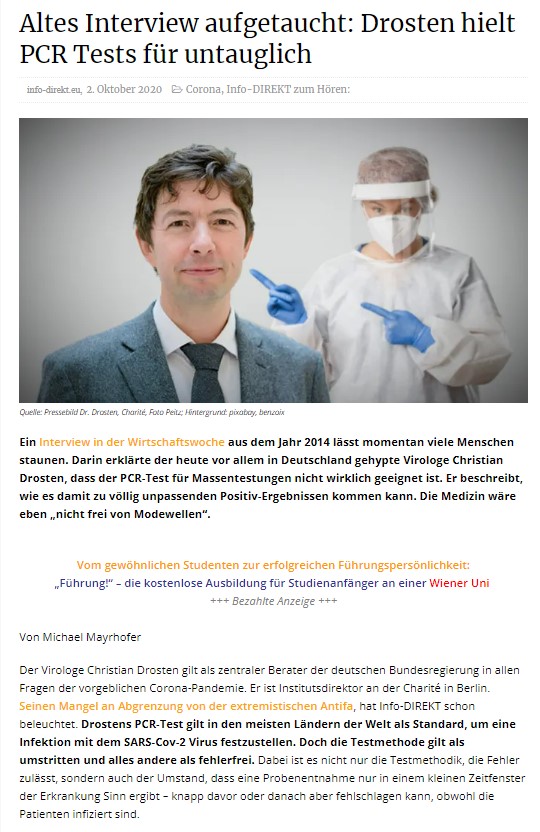 Altes Interview aufgetaucht: Drosten hielt
PCR Tests für untauglich
info-direkt.eu, 2. Oktober 2020 Corona, Info-DIREKT zum Hören:
Quelle: Pressebild Dr. Drosten, Charité, Foto Peitz; Hintergrund: pixabay, benzoix
Ein Interview in der Wirtschaftswoche aus dem Jahr 2014 lässt momentan viele Menschen
staunen. Darin erklärte der heute vor allem in Deutschland gehypte Virologe Christian
Drosten, dass der PCR-Test für Massentestungen nicht wirklich geeignet ist. Er beschreibt,
wie es damit zu völlig unpassenden Positiv-Ergebnissen kommen kann. Die Medizin wäre
eben „nicht frei von Modewellen“.
Vom gewöhnlichen Studenten zur erfolgreichen Führungspersönlichkeit:
„Führung!“ – die kostenlose Ausbildung für Studienanfänger an einer Wiener Uni
+++ Bezahlte Anzeige +++
Von Michael Mayrhofer
Der Virologe Christian Drosten gilt als zentraler Berater der deutschen Bundesregierung in allen
Fragen der vorgeblichen Corona-Pandemie. Er ist Institutsdirektor an der Charité in Berlin.
Seinen Mangel an Abgrenzung von der extremistischen Antifa, hat Info-DIREKT schon
beleuchtet. Drostens PCR-Test gilt in den meisten Ländern der Welt als Standard, um eine
Infektion mit dem SARS-Cov-2 Virus festzustellen. Doch die Testmethode gilt als
umstritten und alles andere als fehlerfrei. Dabei ist es nicht nur die Testmethodik, die Fehler
zulässt, sondern auch der Umstand, dass eine Probenentnahme nur in einem kleinen Zeitfenster
der Erkrankung Sinn ergibt – knapp davor oder danach aber fehlschlagen kann, obwohl die
Patienten infiziert sind.